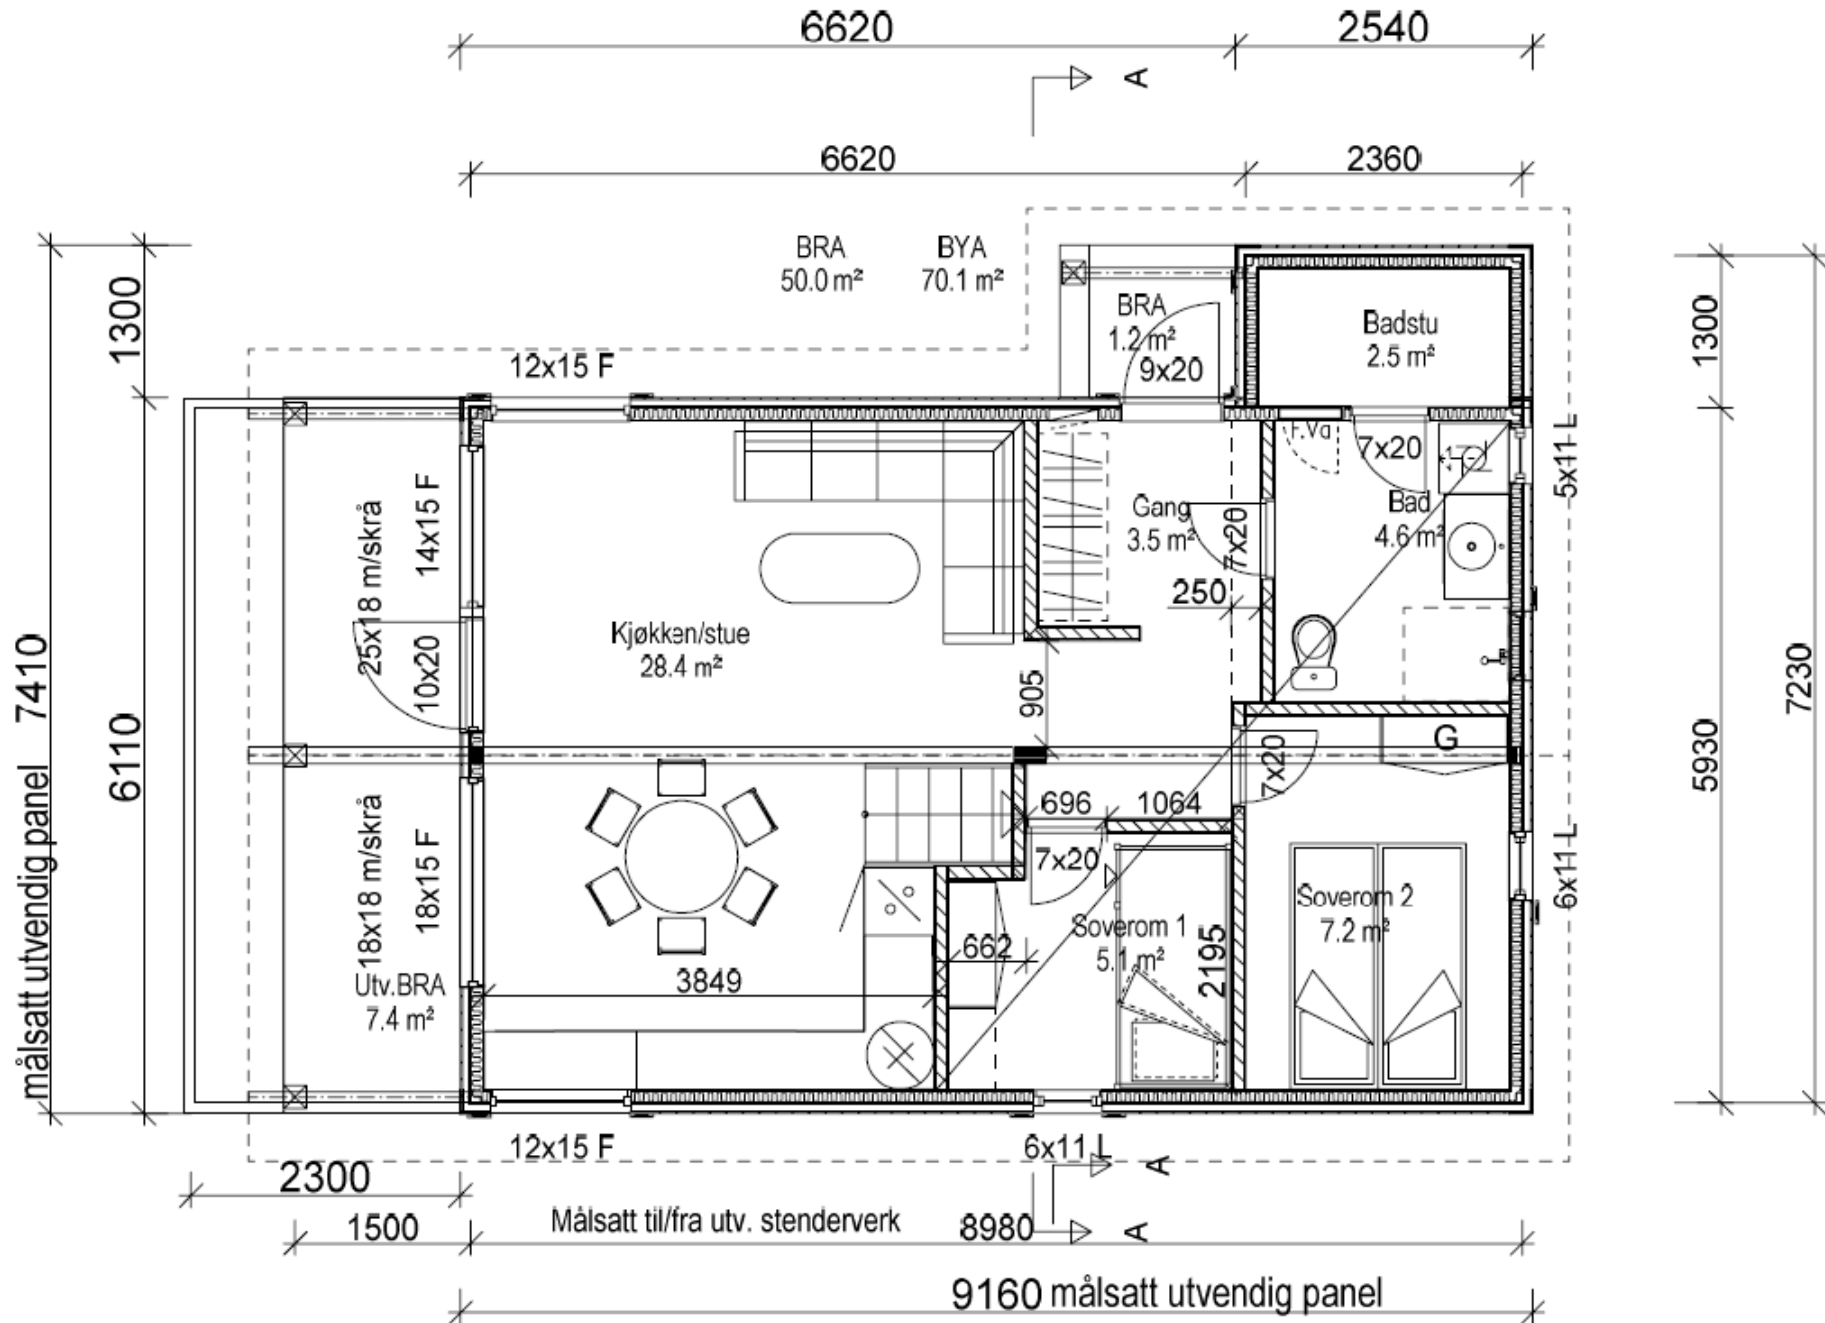 6620
2540
A
6620
2360
BRA
50.0 m²
BYA
70.1 m²
BRA
1.2 m²
9x20
Badstu
2.5 m²
1300
1300
12x15 F
F.Va
7x20
5x11 L
25x18 m/skrå
14x15 F
Gang
3.5 m²
7x20
Bad
4.6 m²
250
Kjøkken/stue
28.4 m²
10x20
905
målsatt utvendig panel 7410
6110
7230
5930
G
7x20
696
1064
7x20
18x18 m/skrå
18x15 F
Soverom 1
5.1 m²
2195
Soverom 2
7.2 m²
6x11 L
662
3849
Utv.BRA
7.4 m²
12x15 F
6x11 L
A
2300
1500
Målsatt til/fra utv. stenderverk
8980
A
9160 målsatt utvendig panel